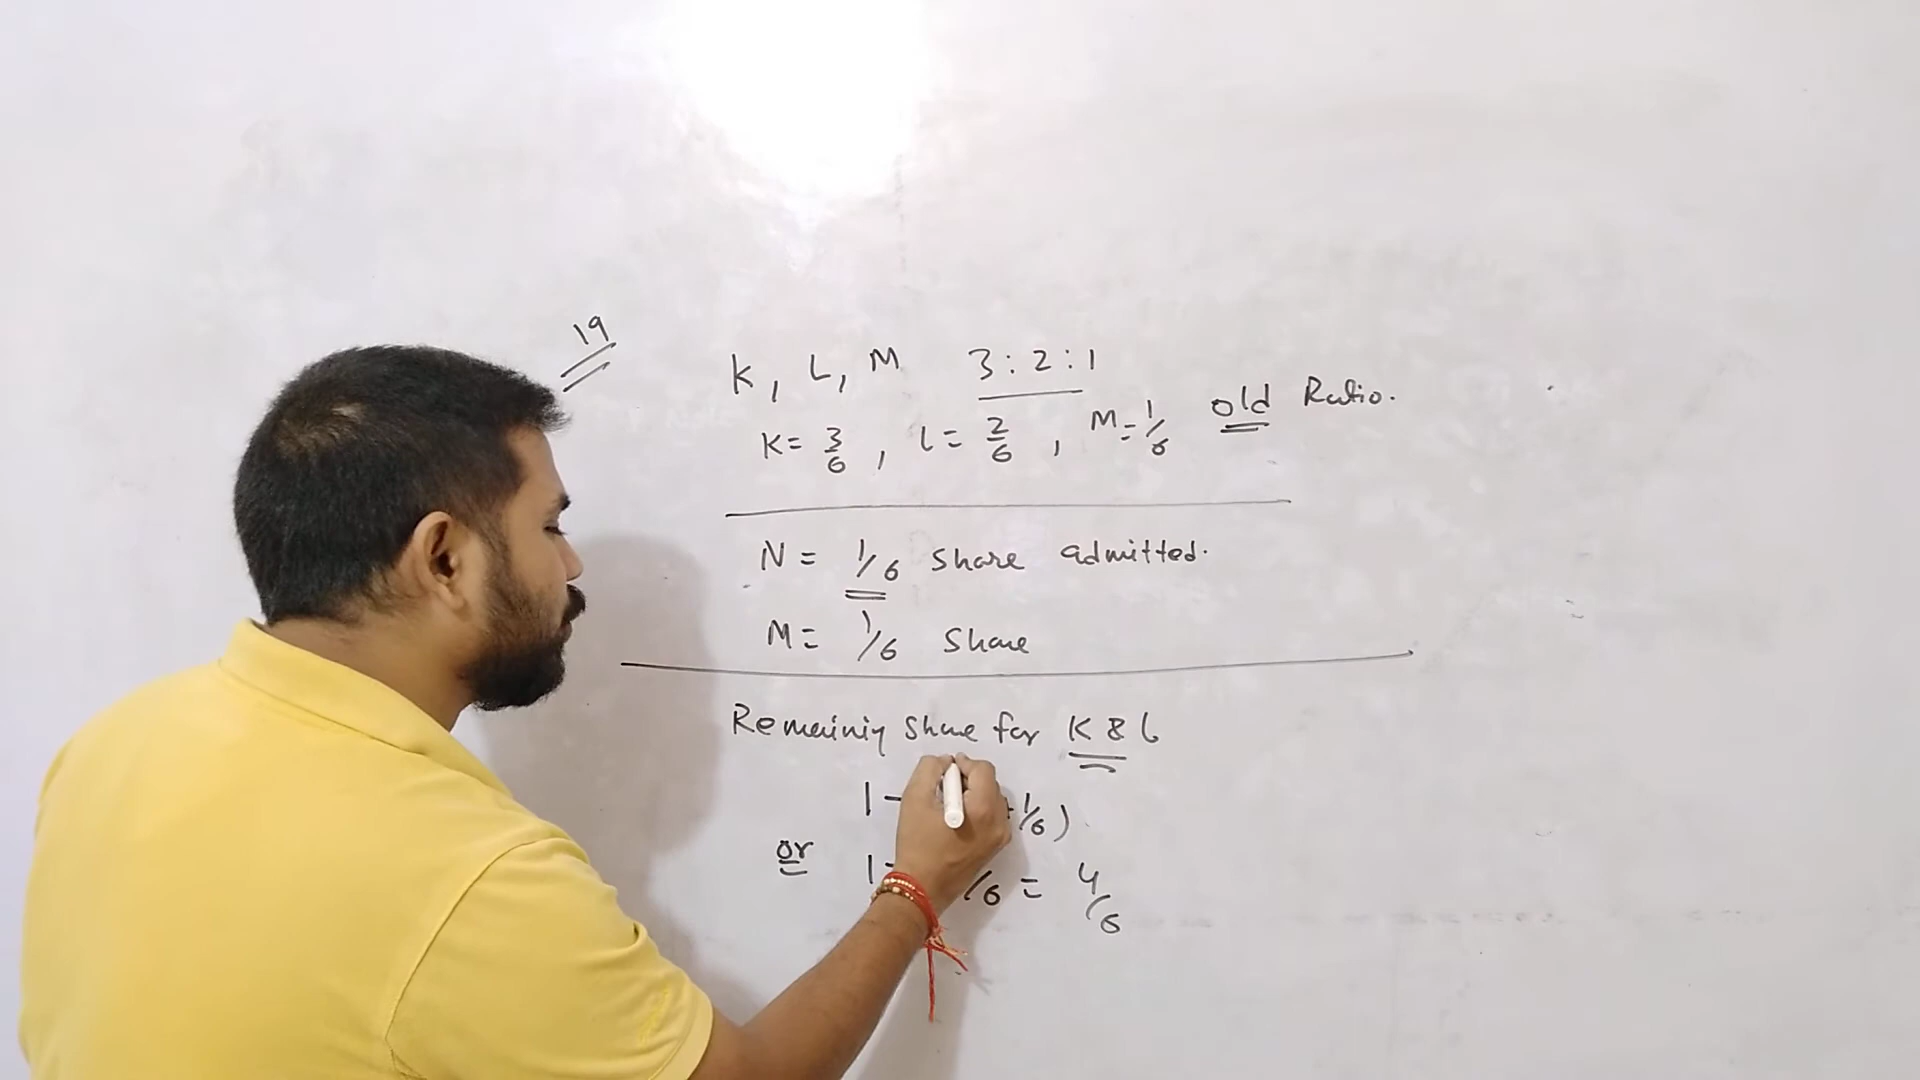 19
K, L, M 3:2:1
K= 3/6, L= 2/6, M= 1/6 old Ratio.
N= 1/6 share admitted.
M= 1/6 Share
Remainiy Share for K & L
1- +1/6)
or 1- /6 = 4/6